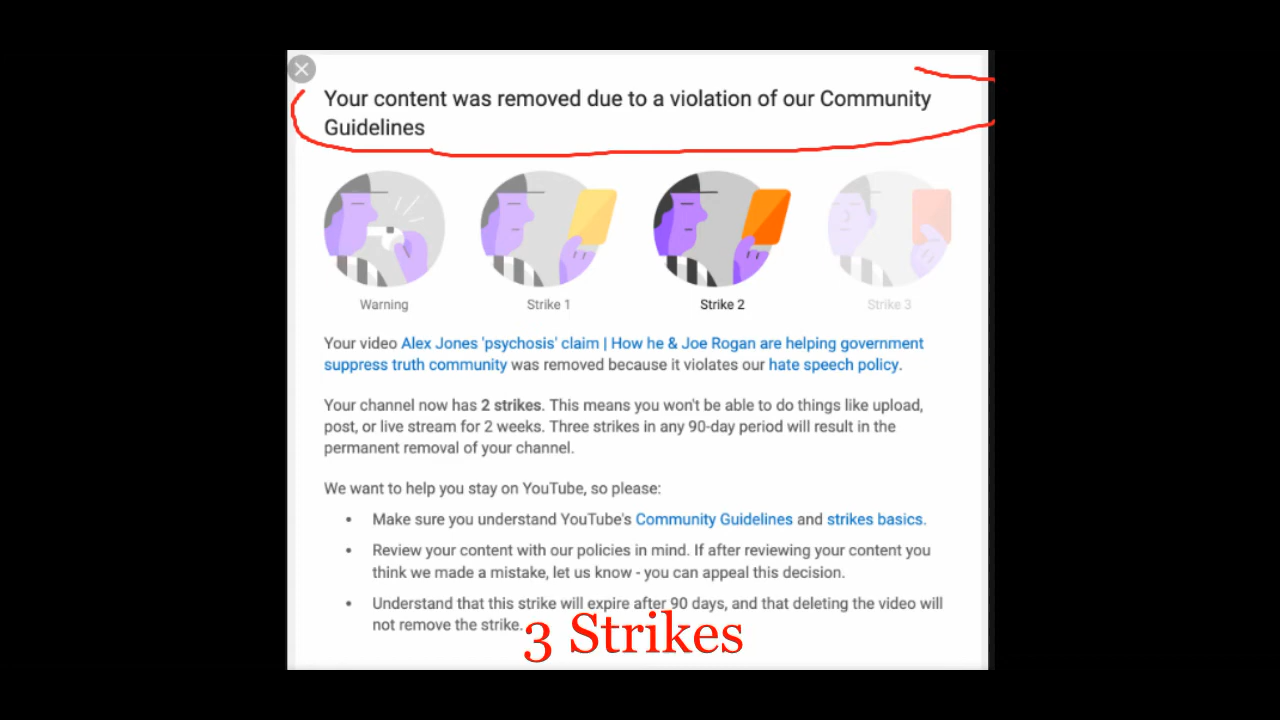 Your content was removed due to a violation of our Community
Guidelines
Warning
Strike 1
Strike 2
Strike 3
Your video Alex Jones 'psychosis' claim | How he & Joe Rogan are helping government
suppress truth community was removed because it violates our hate speech policy.
Your channel now has 2 strikes. This means you won't be able to do things like upload,
post, or live stream for 2 weeks. Three strikes in any 90-day period will result in the
permanent removal of your channel.
We want to help you stay on YouTube, so please:
• Make sure you understand YouTube's Community Guidelines and strikes basics.
• Review your content with our policies in mind. If after reviewing your content you
think we made a mistake, let us know - you can appeal this decision.
• Understand that this strike will expire after 90 days, and that deleting the video will
not remove the strike.
3 Strikes